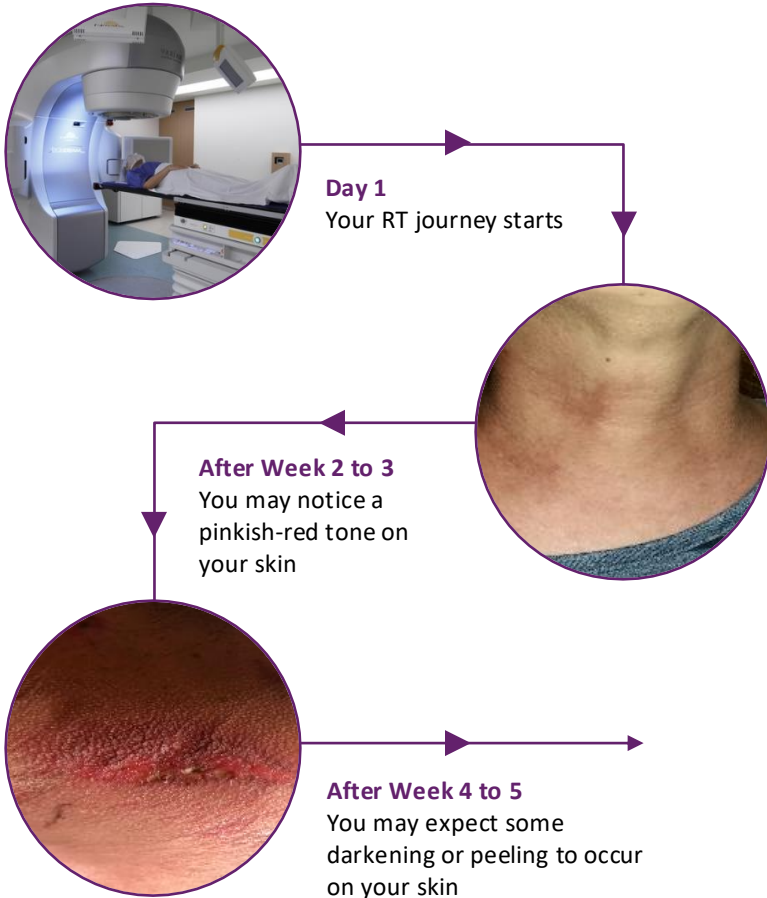 Day 1
Your RT journey starts
After Week 2 to 3
You may notice a
pinkish-red tone on
your skin
After Week 4 to 5
You may expect some
darkening or peeling to occur
on your skin